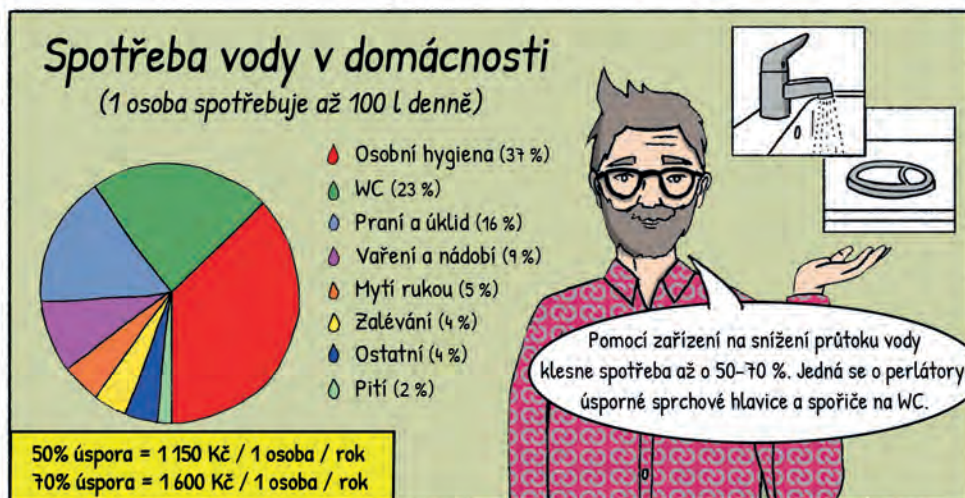 Spotřeba vody v domácnosti
(1 osoba spotřebuje až 100 l denně)
Osobní hygiena (37 %)
WC (23 %)
Praní a úklid (16 %)
Vaření a nádobí (9 %)
Mytí rukou (5 %)
Zalévání (4 %)
Ostatní (4 %)
Pití (2 %)
Pomocí zařízení na snížení průtoku vody
klesne spotřeba až o 50–70 %. Jedná se o perlátory
úsporné sprchové hlavice a spořiče na WC.
50% úspora = 1 150 Kč / 1 osoba / rok
70% úspora = 1 600 Kč / 1 osoba / rok